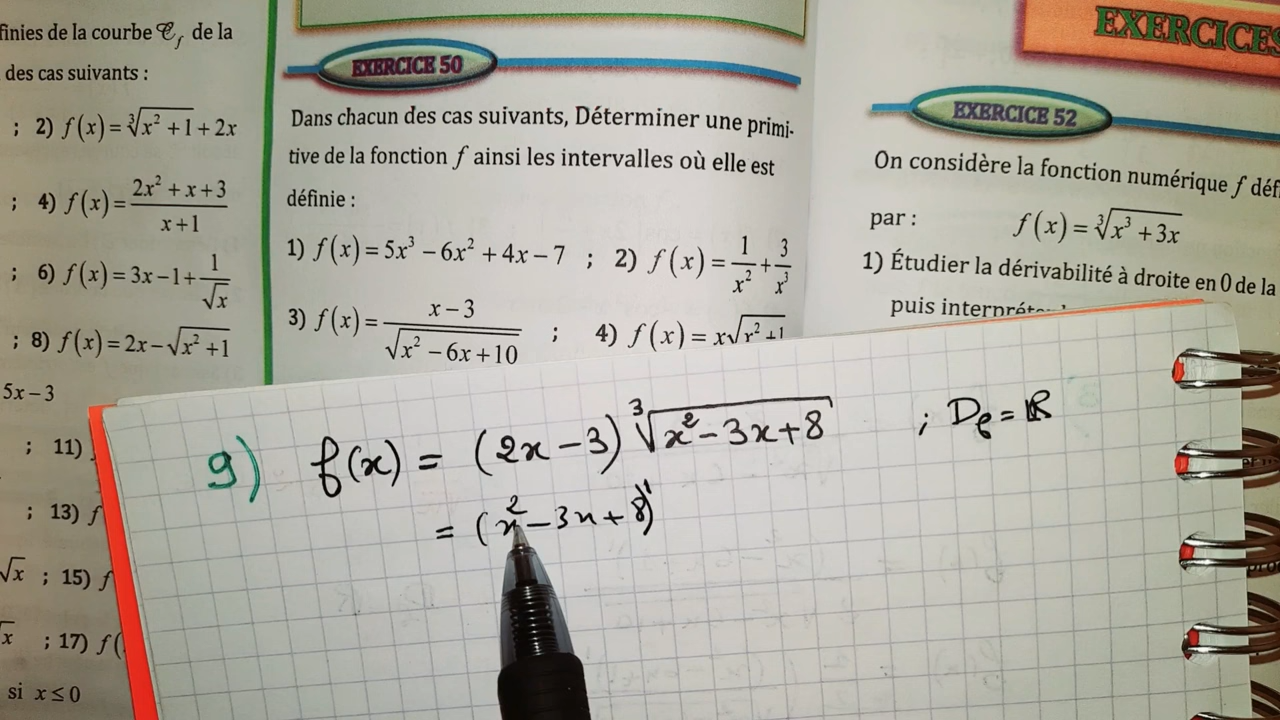 finies de la courbe 𝒞f de la
des cas suivants :
; 2) f(x) = ∛(x² + 1) + 2x
; 4) f(x) = (2x² + x + 3)/(x + 1)
; 6) f(x) = 3x − 1 + 1/√x
; 8) f(x) = 2x − √(x² + 1)
5x − 3
; 11)
; 13) f
√x ; 15) f
x ; 17) f(
si x ≤ 0
EXERCICE 50
Dans chacun des cas suivants, Déterminer une primi-
tive de la fonction f ainsi les intervalles où elle est
définie :
1) f(x) = 5x³ − 6x² + 4x − 7 ; 2) f(x) = 1/x² + 3/x³
3) f(x) = (x − 3)/√(x² − 6x + 10) ; 4) f(x) = x√(x² + 1)
EXERCICES
EXERCICE 52
On considère la fonction numérique f déf
par : f(x) = ∛(x³ + 3x)
1) Étudier la dérivabilité à droite en 0 de la
puis
9) f(x) = (2x − 3) ∛(x² − 3x + 8) ; Df = ℝ
= (x² − 3x + 8)'